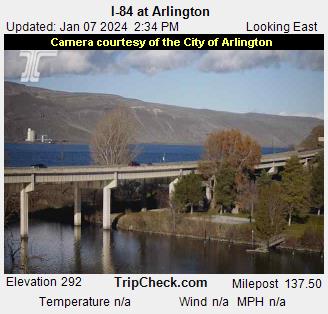 I-84 at Arlington
Updated: Jan 07 2024 2:34 PM Looking East
Camera courtesy of the City of Arlington
Elevation 292 TripCheck.com Milepost 137.50
Temperature n/a Wind n/a MPH n/a